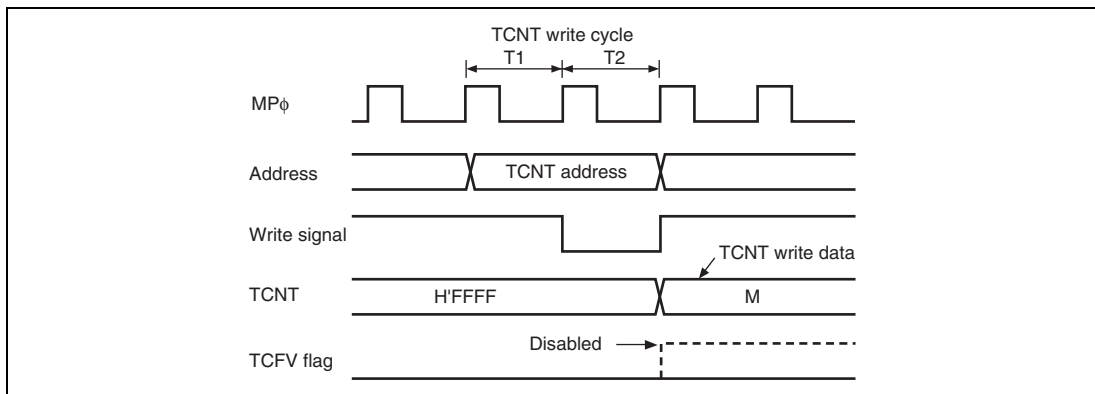 TCNT write cycle
T1 T2
MPϕ
Address TCNT address
Write signal
TCNT write data
TCNT H'FFFF M
Disabled
TCFV flag